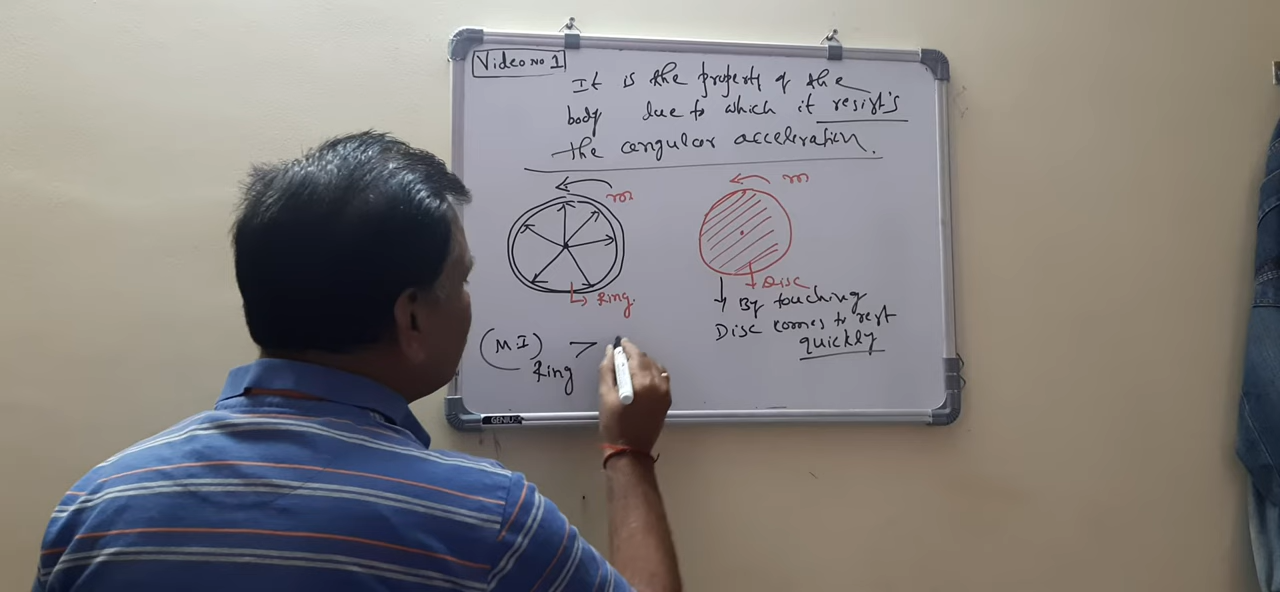 Video No 1
It is the property of the
body due to which it resist's
the angular acceleration.
m
m
Ring.
Disc
By touching
Disc comes to rest
quickly
(M I) >
Ring
GENIUS